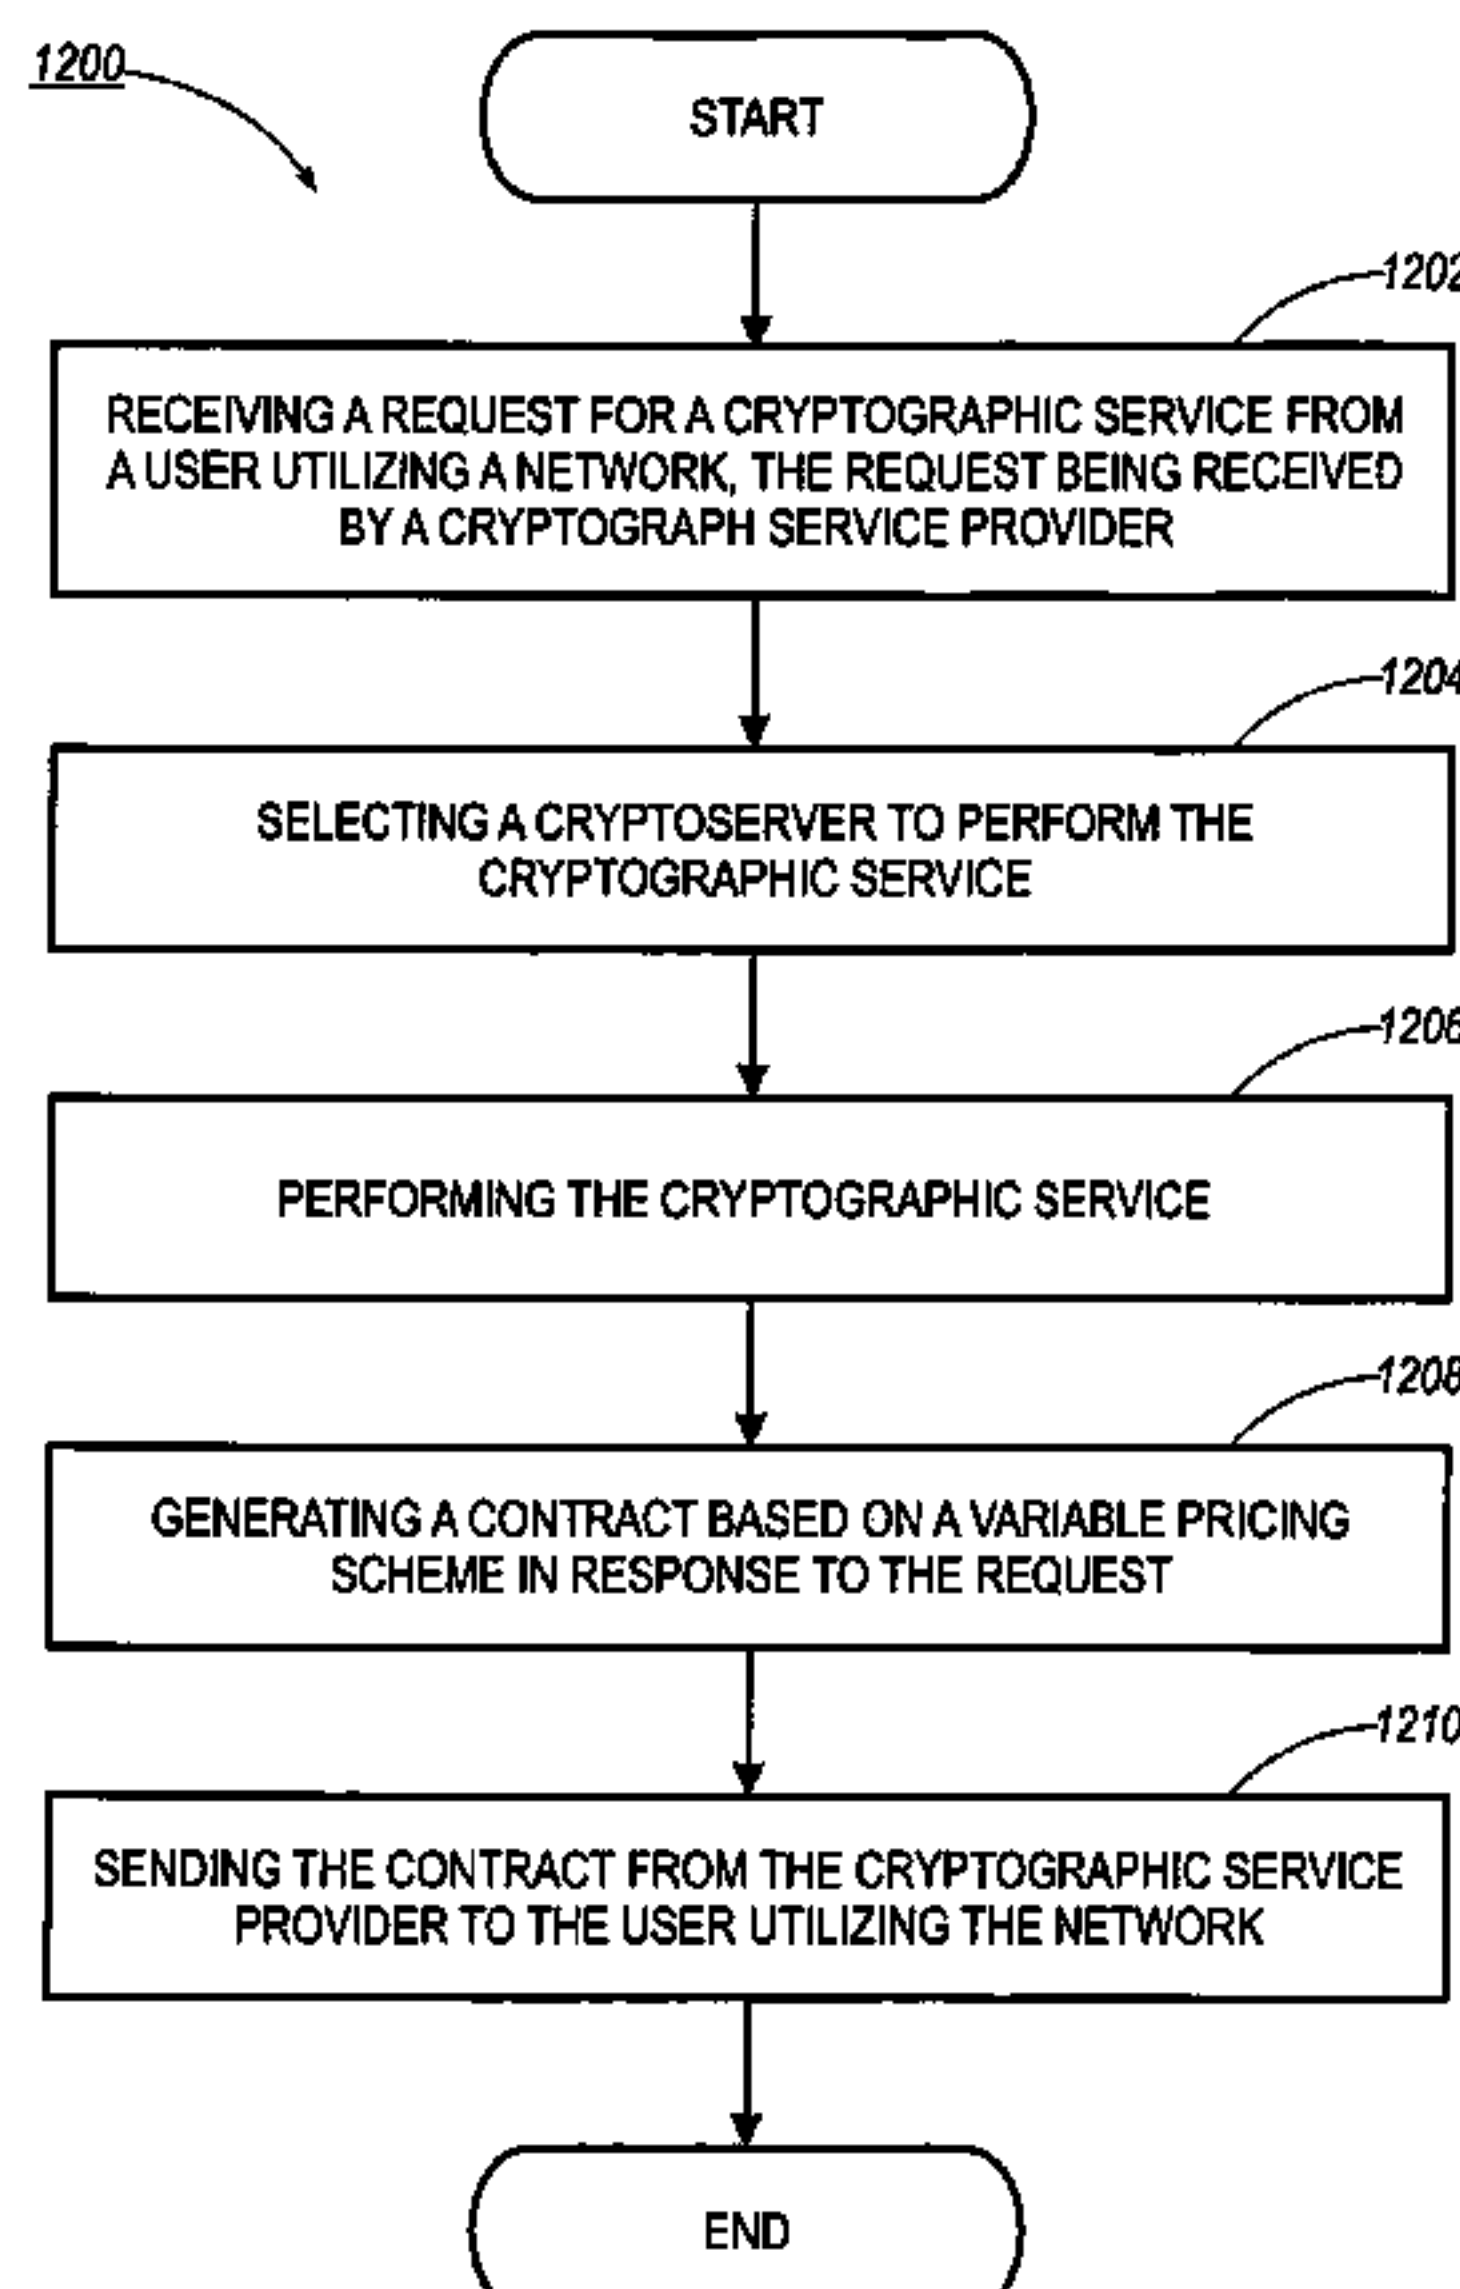 1200
START
1202
RECEIVING A REQUEST FOR A CRYPTOGRAPHIC SERVICE FROM
A USER UTILIZING A NETWORK, THE REQUEST BEING RECEIVED
BY A CRYPTOGRAPH SERVICE PROVIDER
1204
SELECTING A CRYPTOSERVER TO PERFORM THE
CRYPTOGRAPHIC SERVICE
1206
PERFORMING THE CRYPTOGRAPHIC SERVICE
1208
GENERATING A CONTRACT BASED ON A VARIABLE PRICING
SCHEME IN RESPONSE TO THE REQUEST
1210
SENDING THE CONTRACT FROM THE CRYPTOGRAPHIC SERVICE
PROVIDER TO THE USER UTILIZING THE NETWORK
END